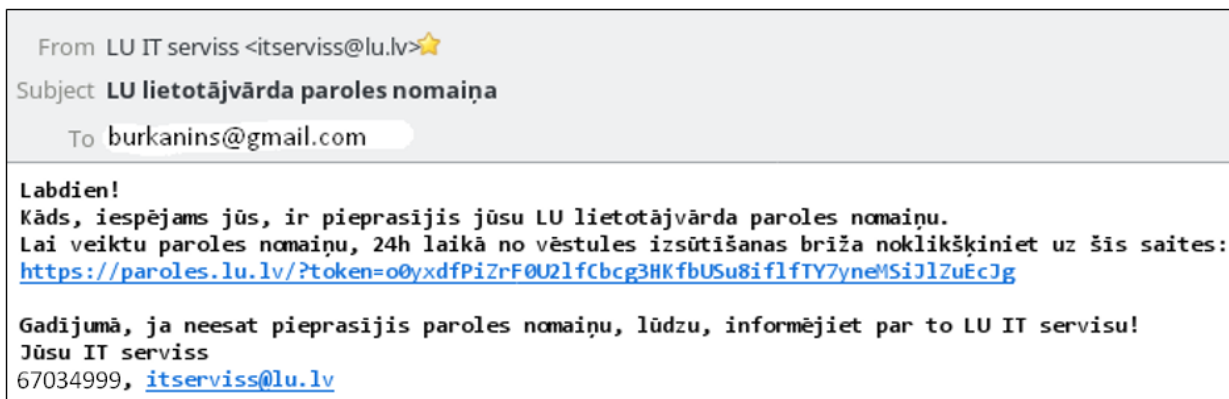 From LU IT serviss <itserviss@lu.lv>
Subject LU lietotājvārda paroles nomaiņa
To burkanins@gmail.com
Labdien!
Kāds, iespējams jūs, ir pieprasījis jūsu LU lietotājvārda paroles nomaiņu.
Lai veiktu paroles nomaiņu, 24h laikā no vēstules izsūtīšanas brīža noklikšķiniet uz šīs saites:
https://paroles.lu.lv/?token=o0yxdfPiZrF0U2lfCbcg3HKfbUSu8iflfTY7yneMSiJlZuEcJg
Gadījumā, ja neesat pieprasījis paroles nomaiņu, lūdzu, informējiet par to LU IT servisu!
Jūsu IT serviss
67034999, itserviss@lu.lv